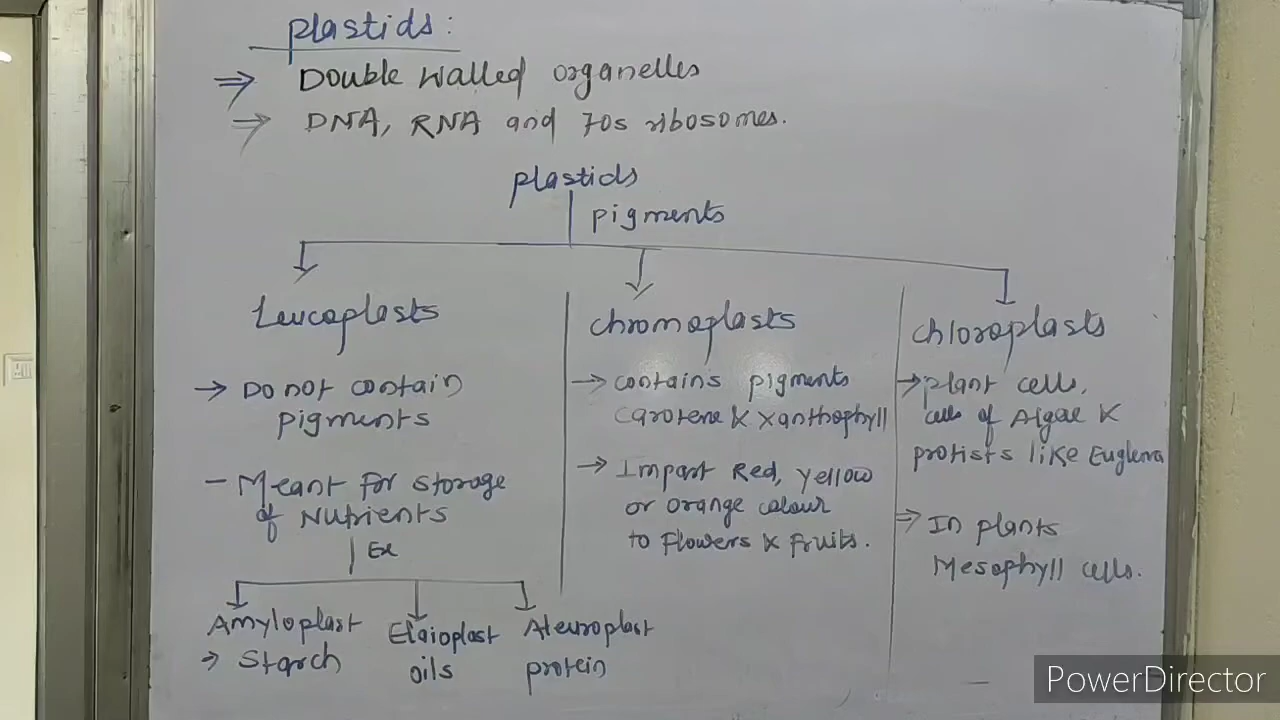 Plastids:
⇒ Double walled organelles
⇒ DNA, RNA and 70s ribosomes.
plastids
pigments
Leucoplasts
→ Do not contain
pigments
- Meant for storage
of Nutrients
Ex
Amyloplast
→ Starch
Elaioplast
oils
Aleuroplast
protein
chromoplasts
→ contains pigments
carotene & xanthophyll
→ Impart Red, yellow
or orange colour
to Flowers & Fruits.
chloroplasts
→ plant cells,
cells of Algae &
protists like Euglena
⇒ In plants
Mesophyll cells.
PowerDirector